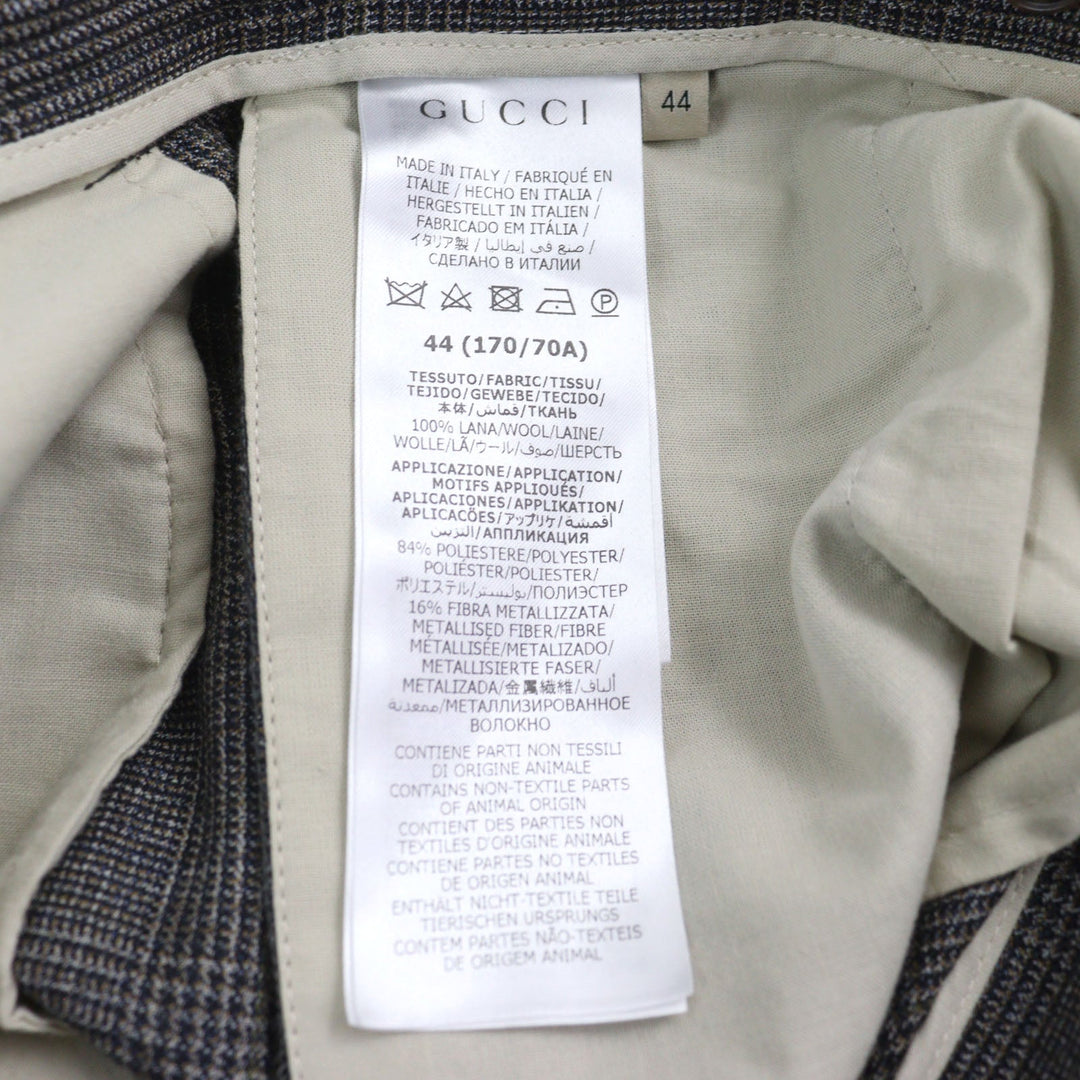 GUCCI
44
MADE IN ITALY / FABRIQUÉ EN
ITALIE / HECHO EN ITALIA /
HERGESTELLT IN ITALIEN /
FABRICADO EM ITÁLIA /
イタリア製 / صنع في إيطاليا /
СДЕЛАНО В ИТАЛИИ
P
44 (170/70A)
TESSUTO/FABRIC/TISSU/
TEJIDO/GEWEBE/TECIDO/
本体/قماش/ТКАНЬ
100% LANA/WOOL/LAINE/
WOLLE/LÃ/ウール/صوف/ШЕРСТЬ
APPLICAZIONE/APPLICATION/
MOTIFS APPLIQUÉS/
APLICACIONES/APPLIKATION/
APLICACÕES/アップリケ/أقمشة
التزيين/АППЛИКАЦИЯ
84% POLIESTERE/POLYESTER/
POLIÉSTER/POLIESTER/
ポリエステル/بوليستر/ПОЛИЭСТЕР
16% FIBRA METALLIZZATA/
METALLISED FIBER/FIBRE
MÉTALLISÉE/METALIZADO/
METALLISIERTE FASER/
METALIZADA/金属繊維/ألياف
ممعدنة/МЕТАЛЛИЗИРОВАННОЕ
ВОЛОКНО
CONTIENE PARTI NON TESSILI
DI ORIGINE ANIMALE
CONTAINS NON-TEXTILE PARTS
OF ANIMAL ORIGIN
CONTIENT DES PARTIES NON
TEXTILES D'ORIGINE ANIMALE
CONTIENE PARTES NO TEXTILES
DE ORIGEN ANIMAL
ENTHÄLT NICHT-TEXTILE TEILE
TIERISCHEN URSPRUNGS
CONTEM PARTES NÃO-TEXTEIS
DE ORIGEM ANIMAL